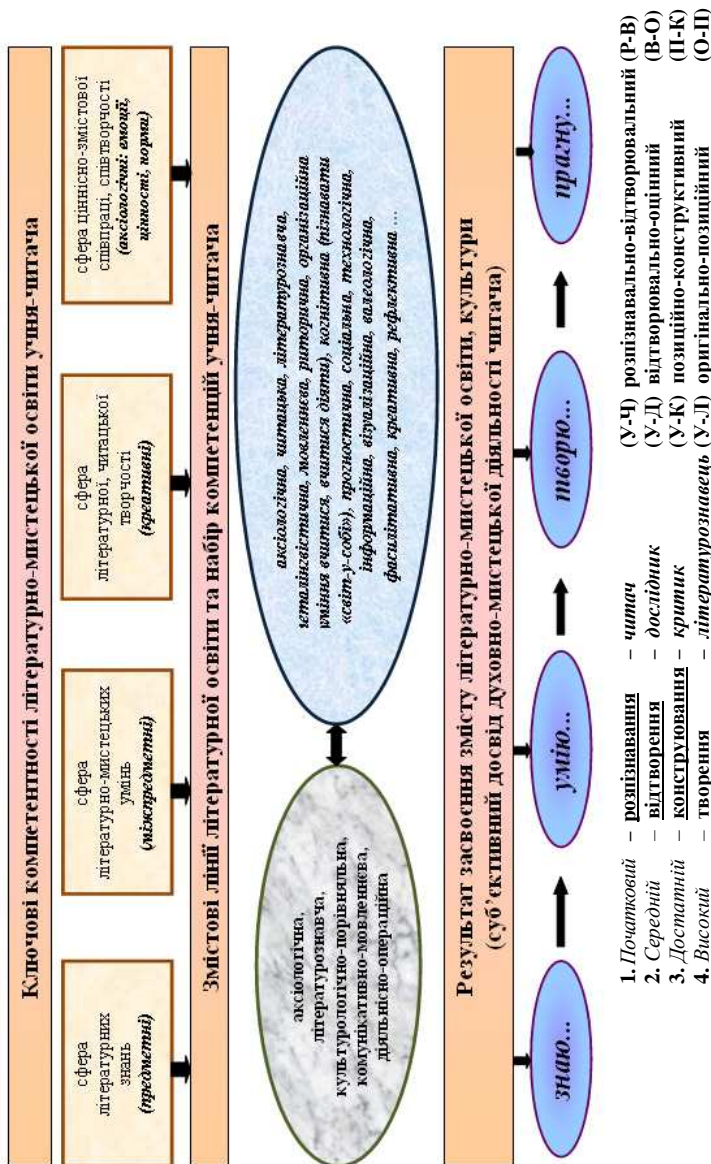 Ключові компетентності літературно-мистецької освіти учня-читача
сфера
літературних
знань
(предметні)
сфера
літературно-мистецьких
умінь
(міжпредметні)
сфера
літературної, читацької
творчості
(креативні)
сфера ціннісно-змістової
співпраці, співтворчості
(аксіологічні: емоції,
цінності, норми)
Змістові лінії літературної освіти та набір компетенцій учня-читача
аксіологічна,
літературознавча,
культурологічно-порівняльна,
комунікативно-мовленнєва,
діяльнісно-операційна
аксіологічна, читацька, літературознавча,
металінгвістична, мовленнєва, риторична, організаційна
уміння вчитися, вчитися діяти), когнітивна (пізнавати
«світ-у-собі»), прогностична, соціальна, технологічна,
інформаційна, візуалізаційна, валеологічна,
фасилітативна, креативна, рефлективна ...
Результат засвоєння змісту літературно-мистецької освіти, культури
(суб’єктивний досвід духовно-мистецької діяльності читача)
знаю...
умію...
творю...
прагну...
1. Початковий – розпізнавання – читач (У-Ч) розпізнавально-відтворювальний (Р-В)
2. Середній – відтворення – дослідник (У-Д) відтворювально-оцінний (В-О)
3. Достатній – конструювання – критик (У-К) позиційно-конструктивний (П-К)
4. Високий – творення – літературознавець (У-Л) оригінально-позиційний (О-П)